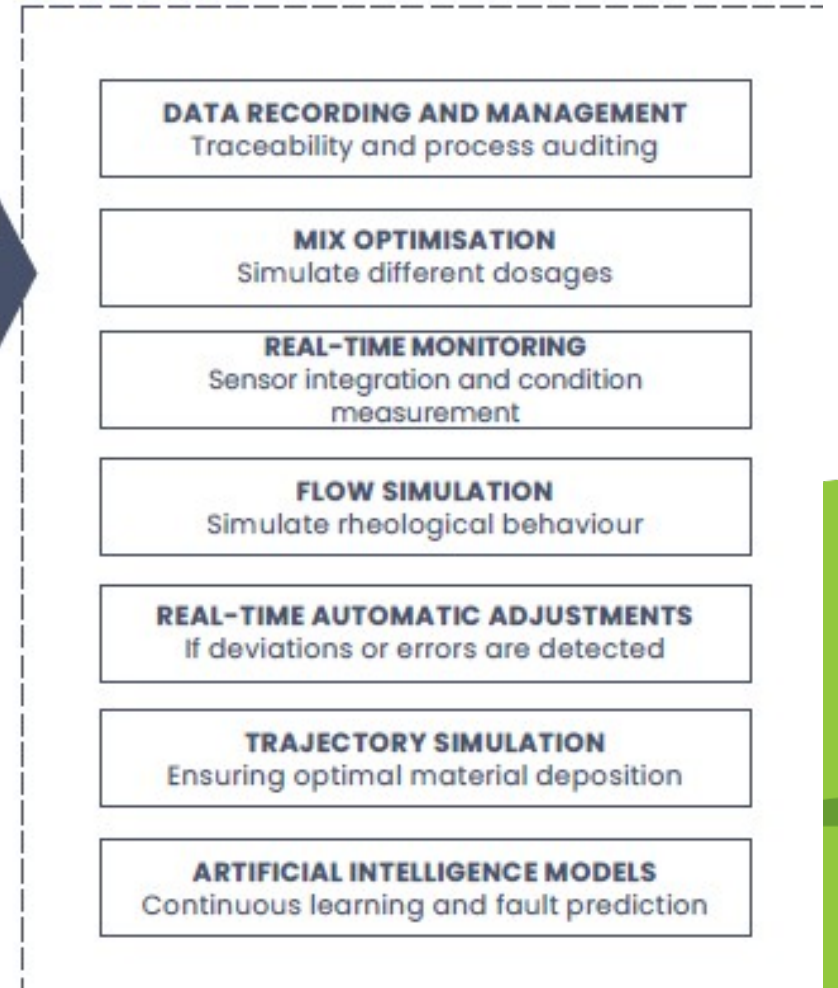 DATA RECORDING AND MANAGEMENT
Traceability and process auditing
MIX OPTIMISATION
Simulate different dosages
REAL-TIME MONITORING
Sensor integration and condition
measurement
FLOW SIMULATION
Simulate rheological behaviour
REAL-TIME AUTOMATIC ADJUSTMENTS
If deviations or errors are detected
TRAJECTORY SIMULATION
Ensuring optimal material deposition
ARTIFICIAL INTELLIGENCE MODELS
Continuous learning and fault prediction